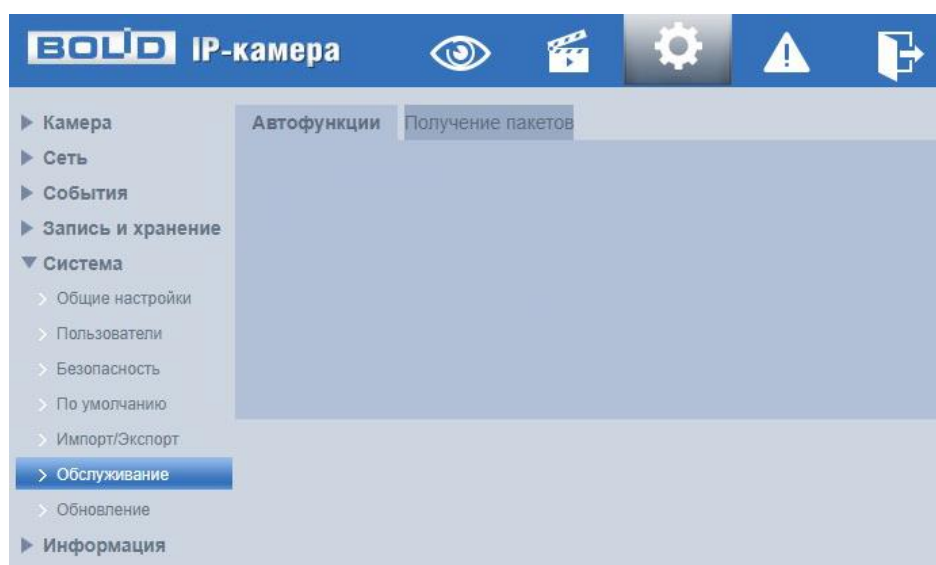 BOLID IP-камера
Камера
Автофункции Получение пакетов
Сеть
События
Запись и хранение
Система
Общие настройки
Пользователи
Безопасность
По умолчанию
Импорт/Экспорт
Обслуживание
Обновление
Информация